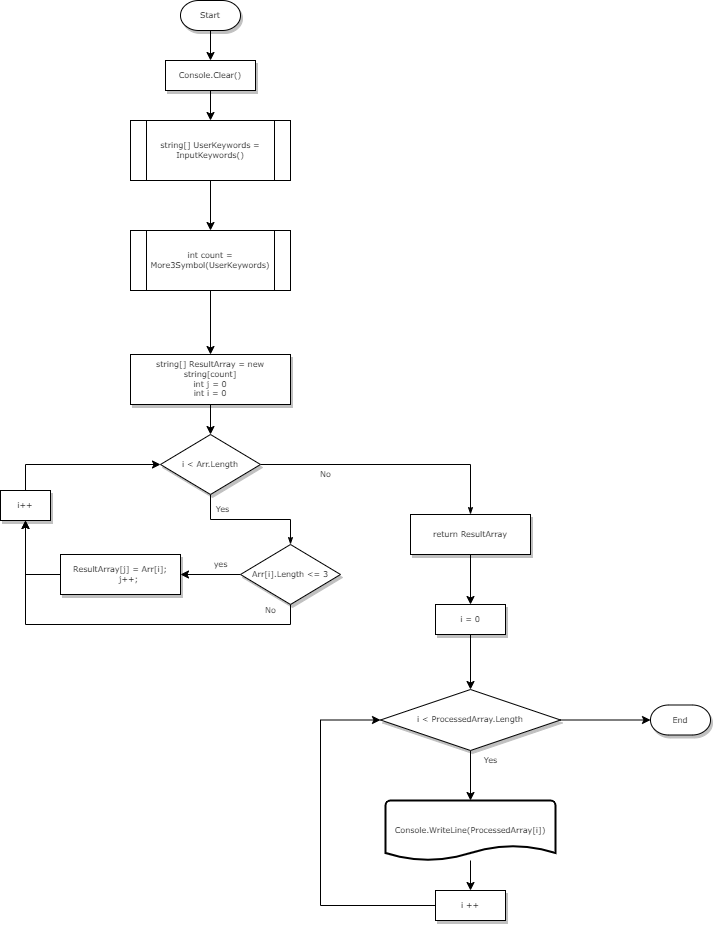 Start
Console.Clear()
string[] UserKeywords =
InputKeywords()
int count =
More3Symbol(UserKeywords)
string[] ResultArray = new
string[count]
int j = 0
int i = 0
i < Arr.Length
No
i++
Yes
return ResultArray
yes
ResultArray[j] = Arr[i];
j++;
Arr[i].Length <= 3
No
i = 0
i < ProcessedArray.Length
End
Yes
Console.WriteLine(ProcessedArray[i])
i ++